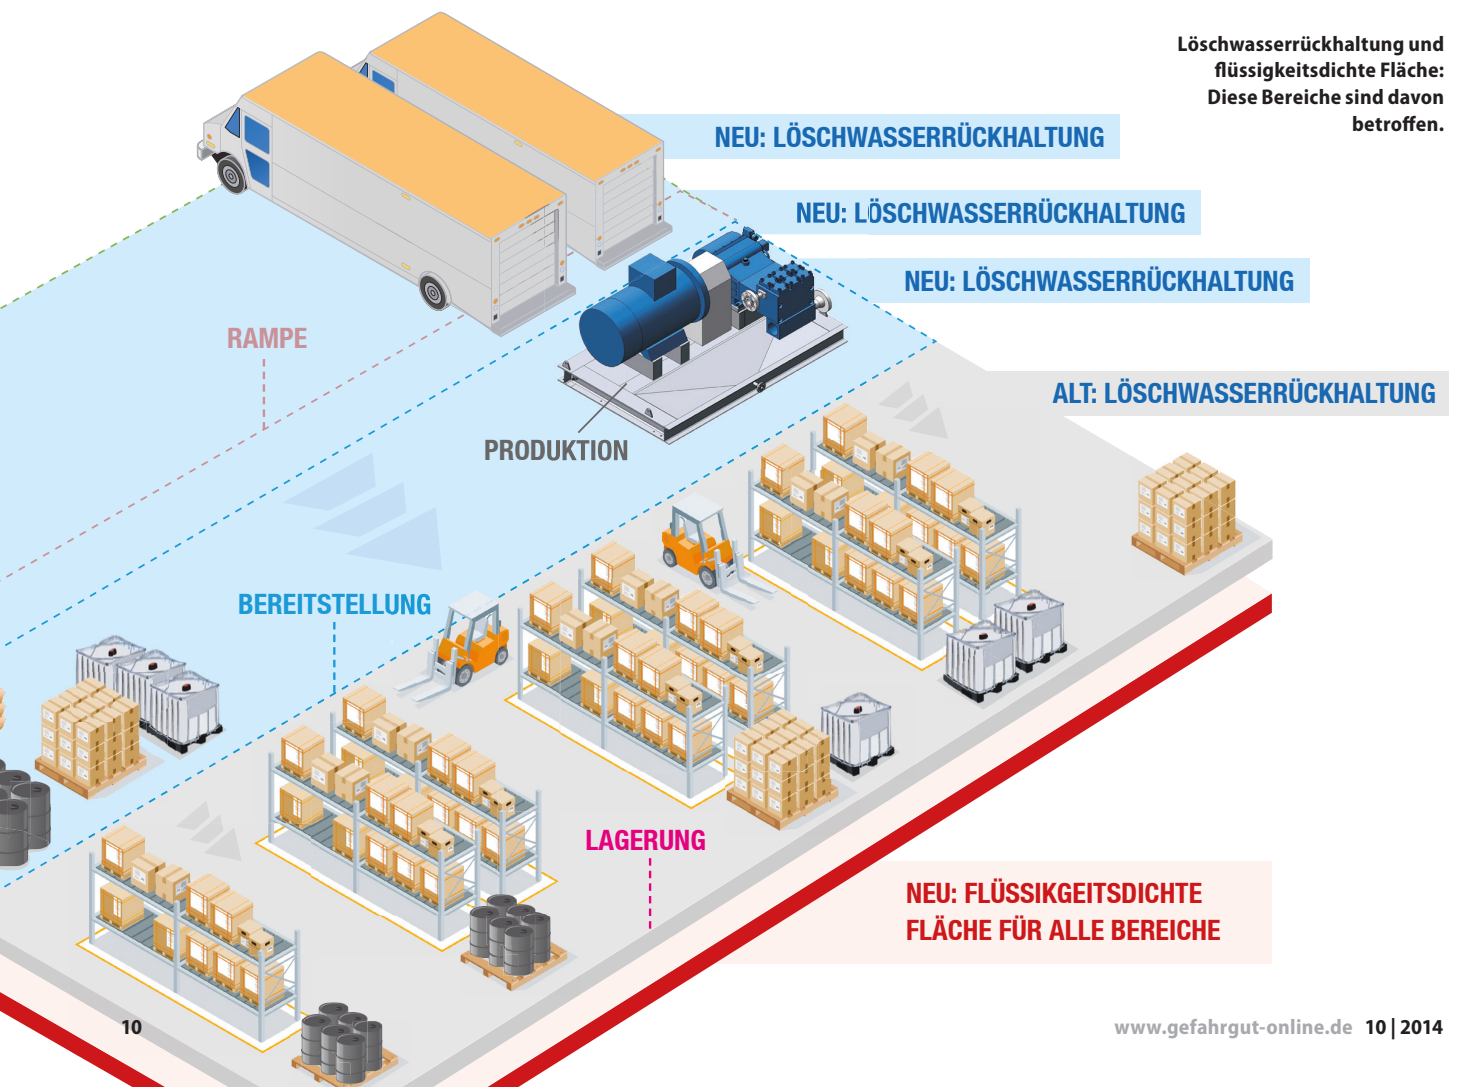 Löschwasserrückhaltung und
flüssigkeitsdichte Fläche:
Diese Bereiche sind davon
betroffen.
NEU: LÖSCHWASSERRÜCKHALTUNG
NEU: LÖSCHWASSERRÜCKHALTUNG
NEU: LÖSCHWASSERRÜCKHALTUNG
RAMPE
ALT: LÖSCHWASSERRÜCKHALTUNG
PRODUKTION
BEREITSTELLUNG
LAGERUNG
NEU: FLÜSSIKGEITSDICHTE
FLÄCHE FÜR ALLE BEREICHE
10
www.gefahrgut-online.de 10 | 2014